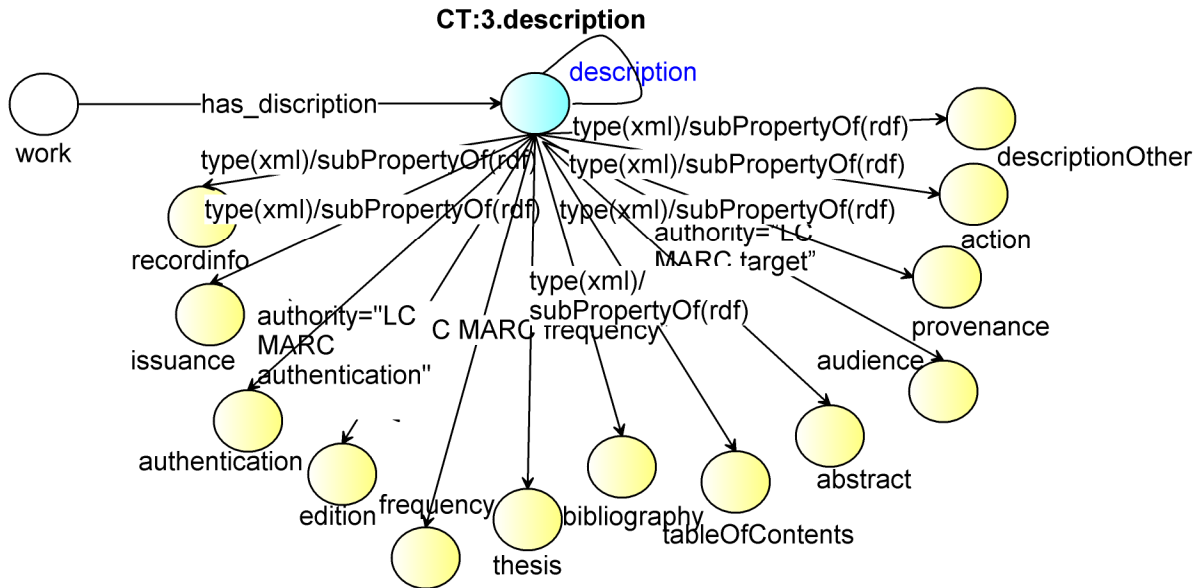 CT:3.description
description
has_discription
work
type(xml)/subPropertyOf(rdf)
descriptionOther
type(xml)/subPropertyOf(rdf)
type(xml)/subPropertyOf(rdf)
type(xml)/subPropertyOf(rdf)
type(xml)/subPropertyOf(rdf)
action
authority="LC
MARC target”
recordinfo
type(xml)/
subPropertyOf(rdf)
provenance
authority="LC
MARC
authentication"
C MARC frequency
issuance
audience
authentication
abstract
edition
frequency
bibliography
tableOfContents
thesis